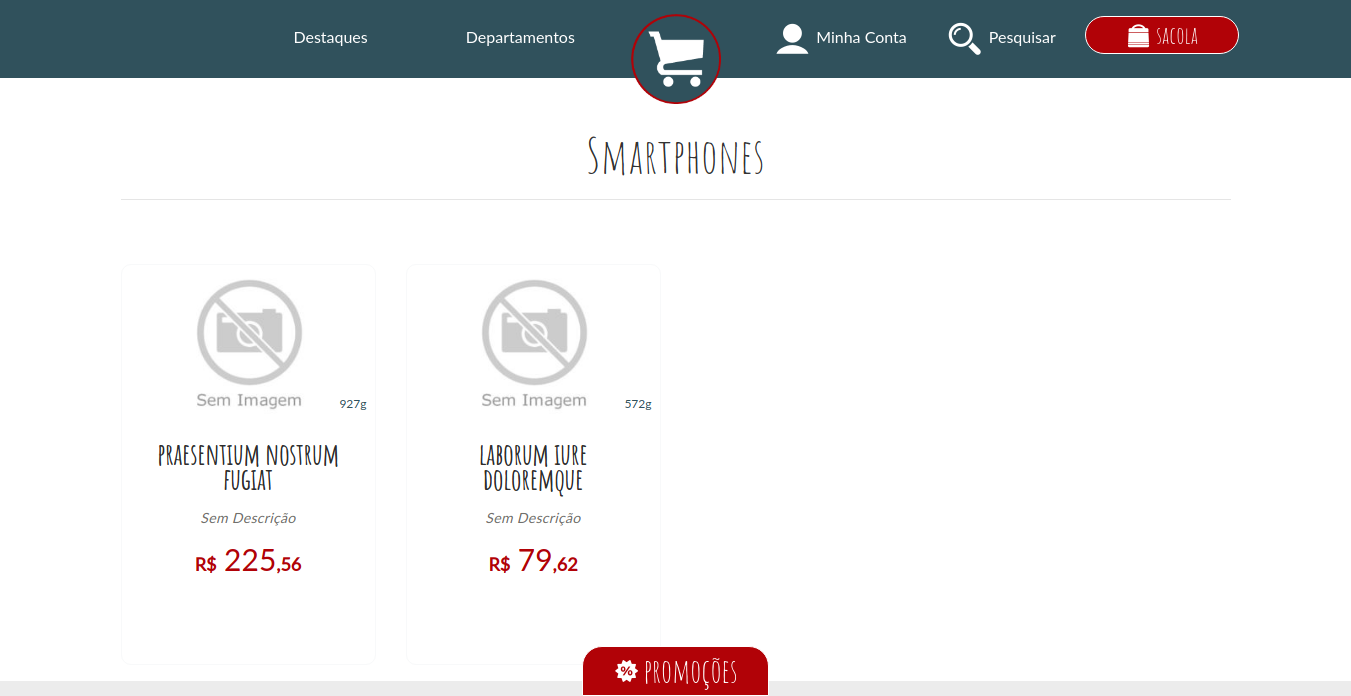 Destaques
Departamentos
Minha Conta
Pesquisar
SACOLA
Smartphones
Sem Imagem
927g
PRAESENTIUM NOSTRUM
FUGIAT
Sem Descrição
R$ 225,56
Sem Imagem
572g
LABORUM IURE
DOLOREMQUE
Sem Descrição
R$ 79,62
% PROMOÇÕES